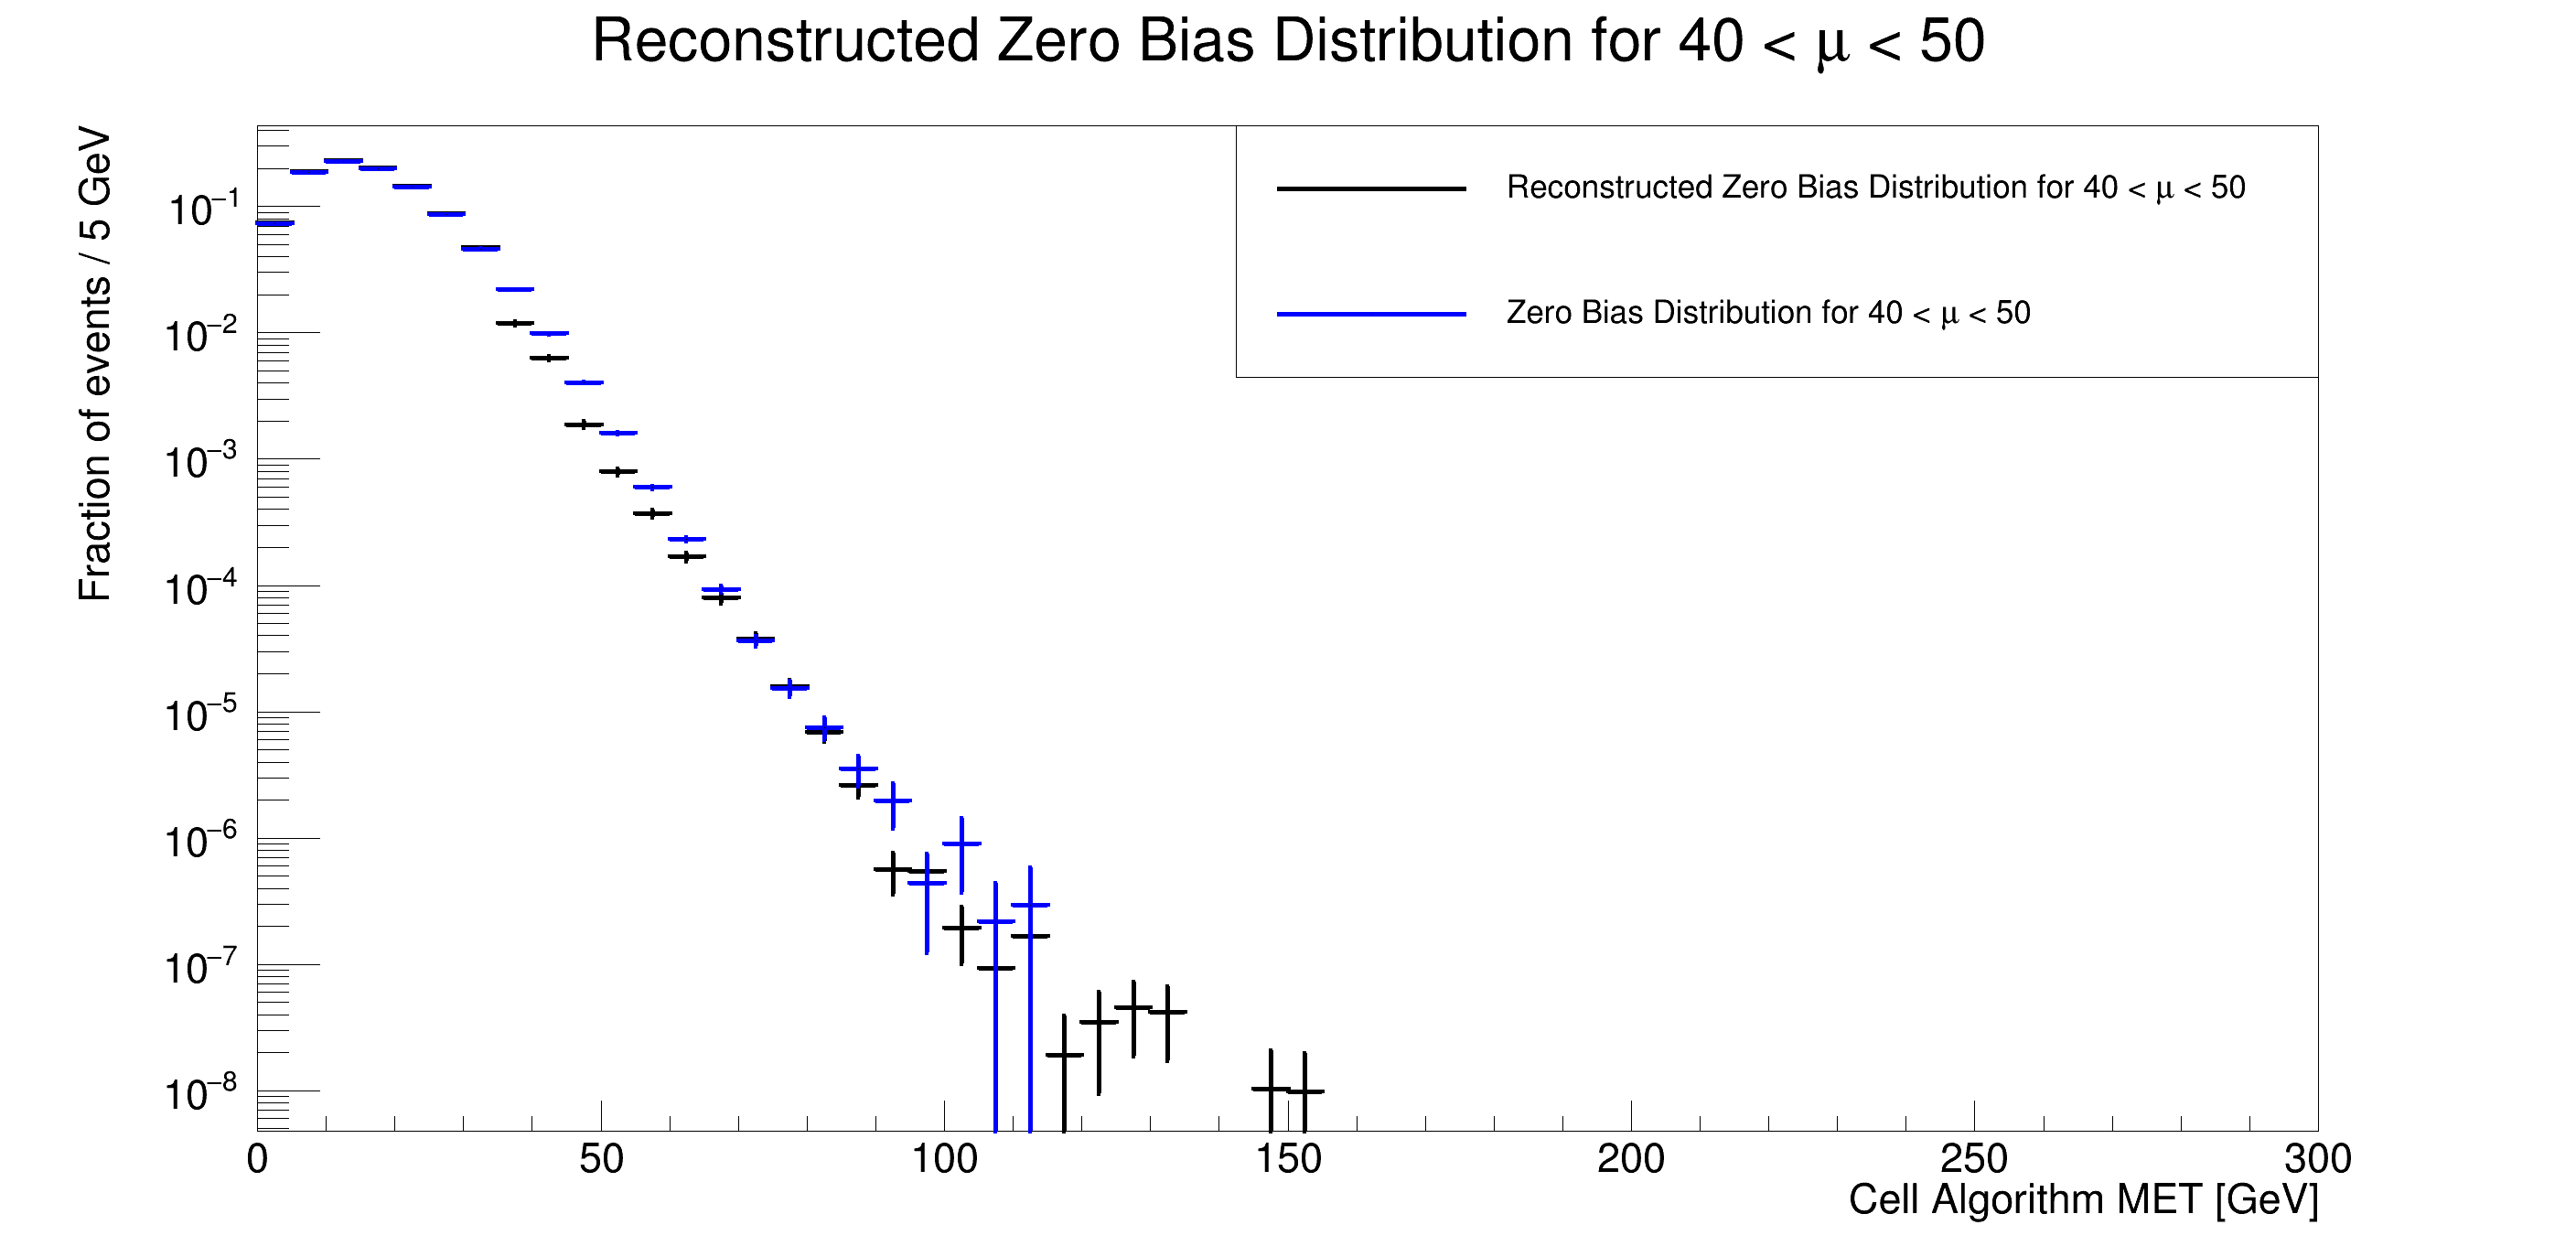 Reconstructed Zero Bias Distribution for 40 < μ < 50
Fraction of events / 5 GeV
Reconstructed Zero Bias Distribution for 40 < μ < 50
Zero Bias Distribution for 40 < μ < 50
10⁻¹
10⁻²
10⁻³
10⁻⁴
10⁻⁵
10⁻⁶
10⁻⁷
10⁻⁸
0 50 100 150 200 250 300
Cell Algorithm MET [GeV]